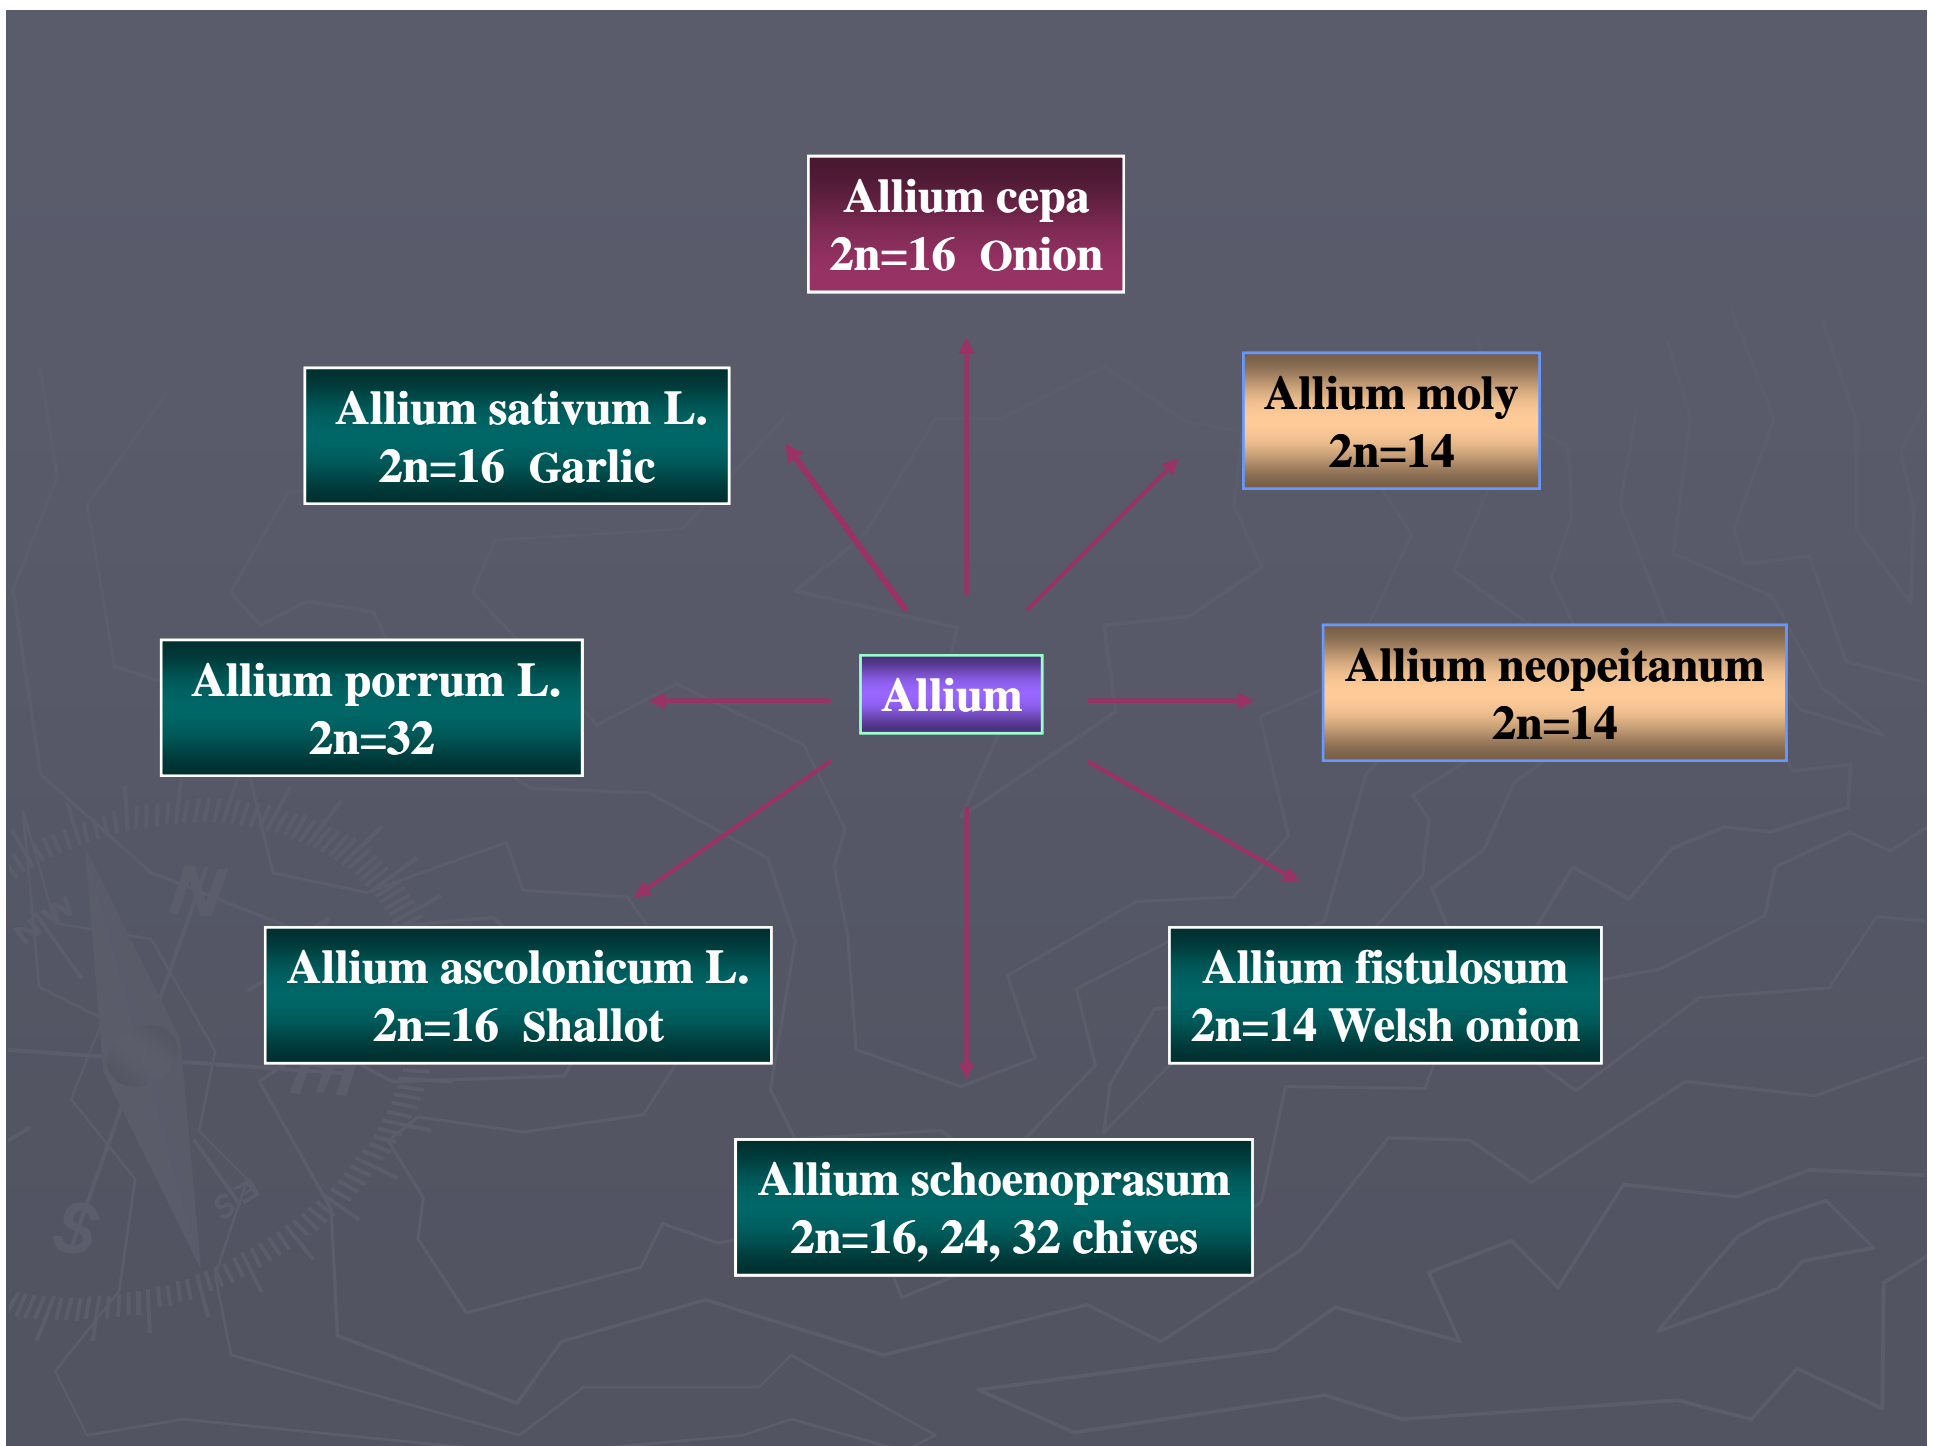 Allium cepa
2n=16 Onion
Allium sativum L.
2n=16 Garlic
Allium moly
2n=14
Allium porrum L.
2n=32
Allium
Allium neopeitanum
2n=14
Allium ascolonicum L.
2n=16 Shallot
Allium fistulosum
2n=14 Welsh onion
Allium schoenoprasum
2n=16, 24, 32 chives
N
NW
E
S